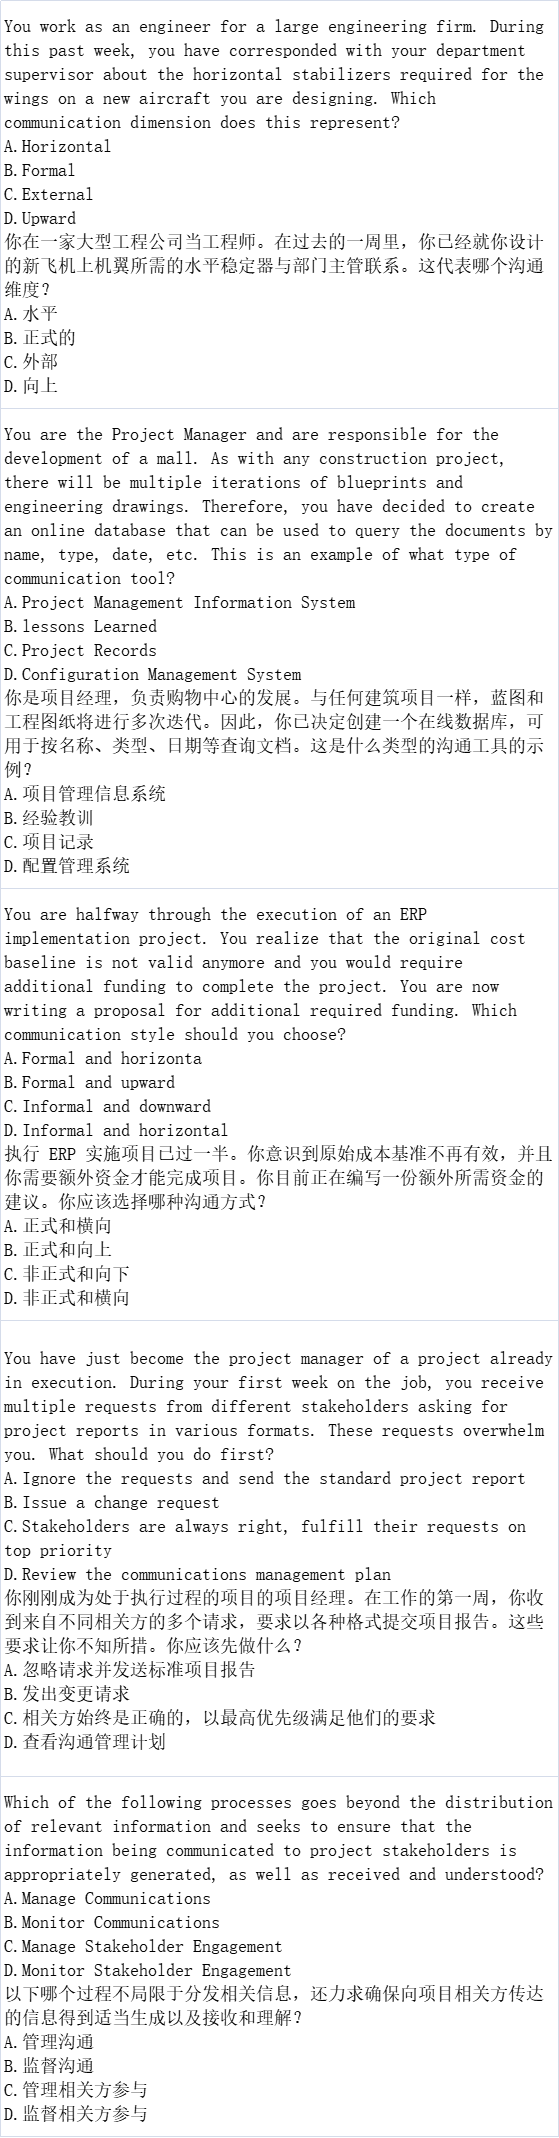 You work as an engineer for a large engineering firm. During
this past week, you have corresponded with your department
supervisor about the horizontal stabilizers required for the
wings on a new aircraft you are designing. Which
communication dimension does this represent?
A.Horizontal
B.Formal
C.External
D.Upward
你在一家大型工程公司当工程师。在过去的一周里，你已经就你设计
的新飞机上机翼所需的水平稳定器与部门主管联系。这代表哪个沟通
维度？
A.水平
B.正式的
C.外部
D.向上
You are the Project Manager and are responsible for the
development of a mall. As with any construction project,
there will be multiple iterations of blueprints and
engineering drawings. Therefore, you have decided to create
an online database that can be used to query the documents by
name, type, date, etc. This is an example of what type of
communication tool?
A.Project Management Information System
B.lessons Learned
C.Project Records
D.Configuration Management System
你是项目经理，负责购物中心的发展。与任何建筑项目一样，蓝图和
工程图纸将进行多次迭代。因此，你已决定创建一个在线数据库，可
用于按名称、类型、日期等查询文档。这是什么类型的沟通工具的示
例？
A.项目管理信息系统
B.经验教训
C.项目记录
D.配置管理系统
You are halfway through the execution of an ERP
implementation project. You realize that the original cost
baseline is not valid anymore and you would require
additional funding to complete the project. You are now
writing a proposal for additional required funding. Which
communication style should you choose?
A.Formal and horizonta
B.Formal and upward
C.Informal and downward
D.Informal and horizontal
执行 ERP 实施项目已过一半。你意识到原始成本基准不再有效，并且
你需要额外资金才能完成项目。你目前正在编写一份额外所需资金的
建议。你应该选择哪种沟通方式？
A.正式和横向
B.正式和向上
C.非正式和向下
D.非正式和横向
You have just become the project manager of a project already
in execution. During your first week on the job, you receive
multiple requests from different stakeholders asking for
project reports in various formats. These requests overwhelm
you. What should you do first?
A.Ignore the requests and send the standard project report
B.Issue a change request
C.Stakeholders are always right, fulfill their requests on
top priority
D.Review the communications management plan
你刚刚成为处于执行过程的项目的项目经理。在工作的第一周，你收
到来自不同相关方的多个请求，要求以各种格式提交项目报告。这些
要求让你不知所措。你应该先做什么？
A.忽略请求并发送标准项目报告
B.发出变更请求
C.相关方始终是正确的，以最高优先级满足他们的要求
D.查看沟通管理计划
Which of the following processes goes beyond the distribution
of relevant information and seeks to ensure that the
information being communicated to project stakeholders is
appropriately generated, as well as received and understood?
A.Manage Communications
B.Monitor Communications
C.Manage Stakeholder Engagement
D.Monitor Stakeholder Engagement
以下哪个过程不局限于分发相关信息，还力求确保向项目相关方传达
的信息得到适当生成以及接收和理解？
A.管理沟通
B.监督沟通
C.管理相关方参与
D.监督相关方参与